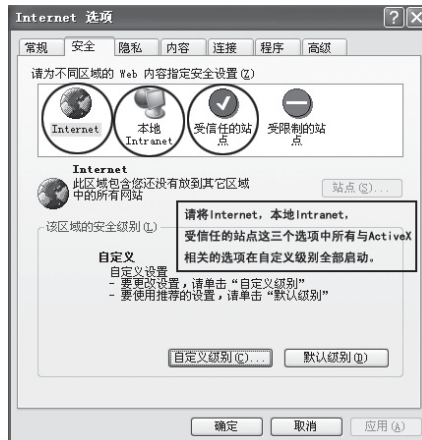 Internet 选项
常规 安全 隐私 内容 连接 程序 高级
请为不同区域的 Web 内容指定安全设置(Z)
Internet 本地 受信任的站 受限制的站
Intranet 点 点
Internet
此区域包含您还没有放到其它区域
中的所有网站
站点(S)...
请将Internet，本地Intranet，
受信任的站点这三个选项中所有与ActiveX
相关的选项在自定义级别全部启动。
该区域的安全级别(L)
自定义
自定义设置
- 要更改设置，请单击“自定义级别”
- 要使用推荐的设置，请单击“默认级别”
自定义级别(C)... 默认级别(D)
确定 取消 应用(A)